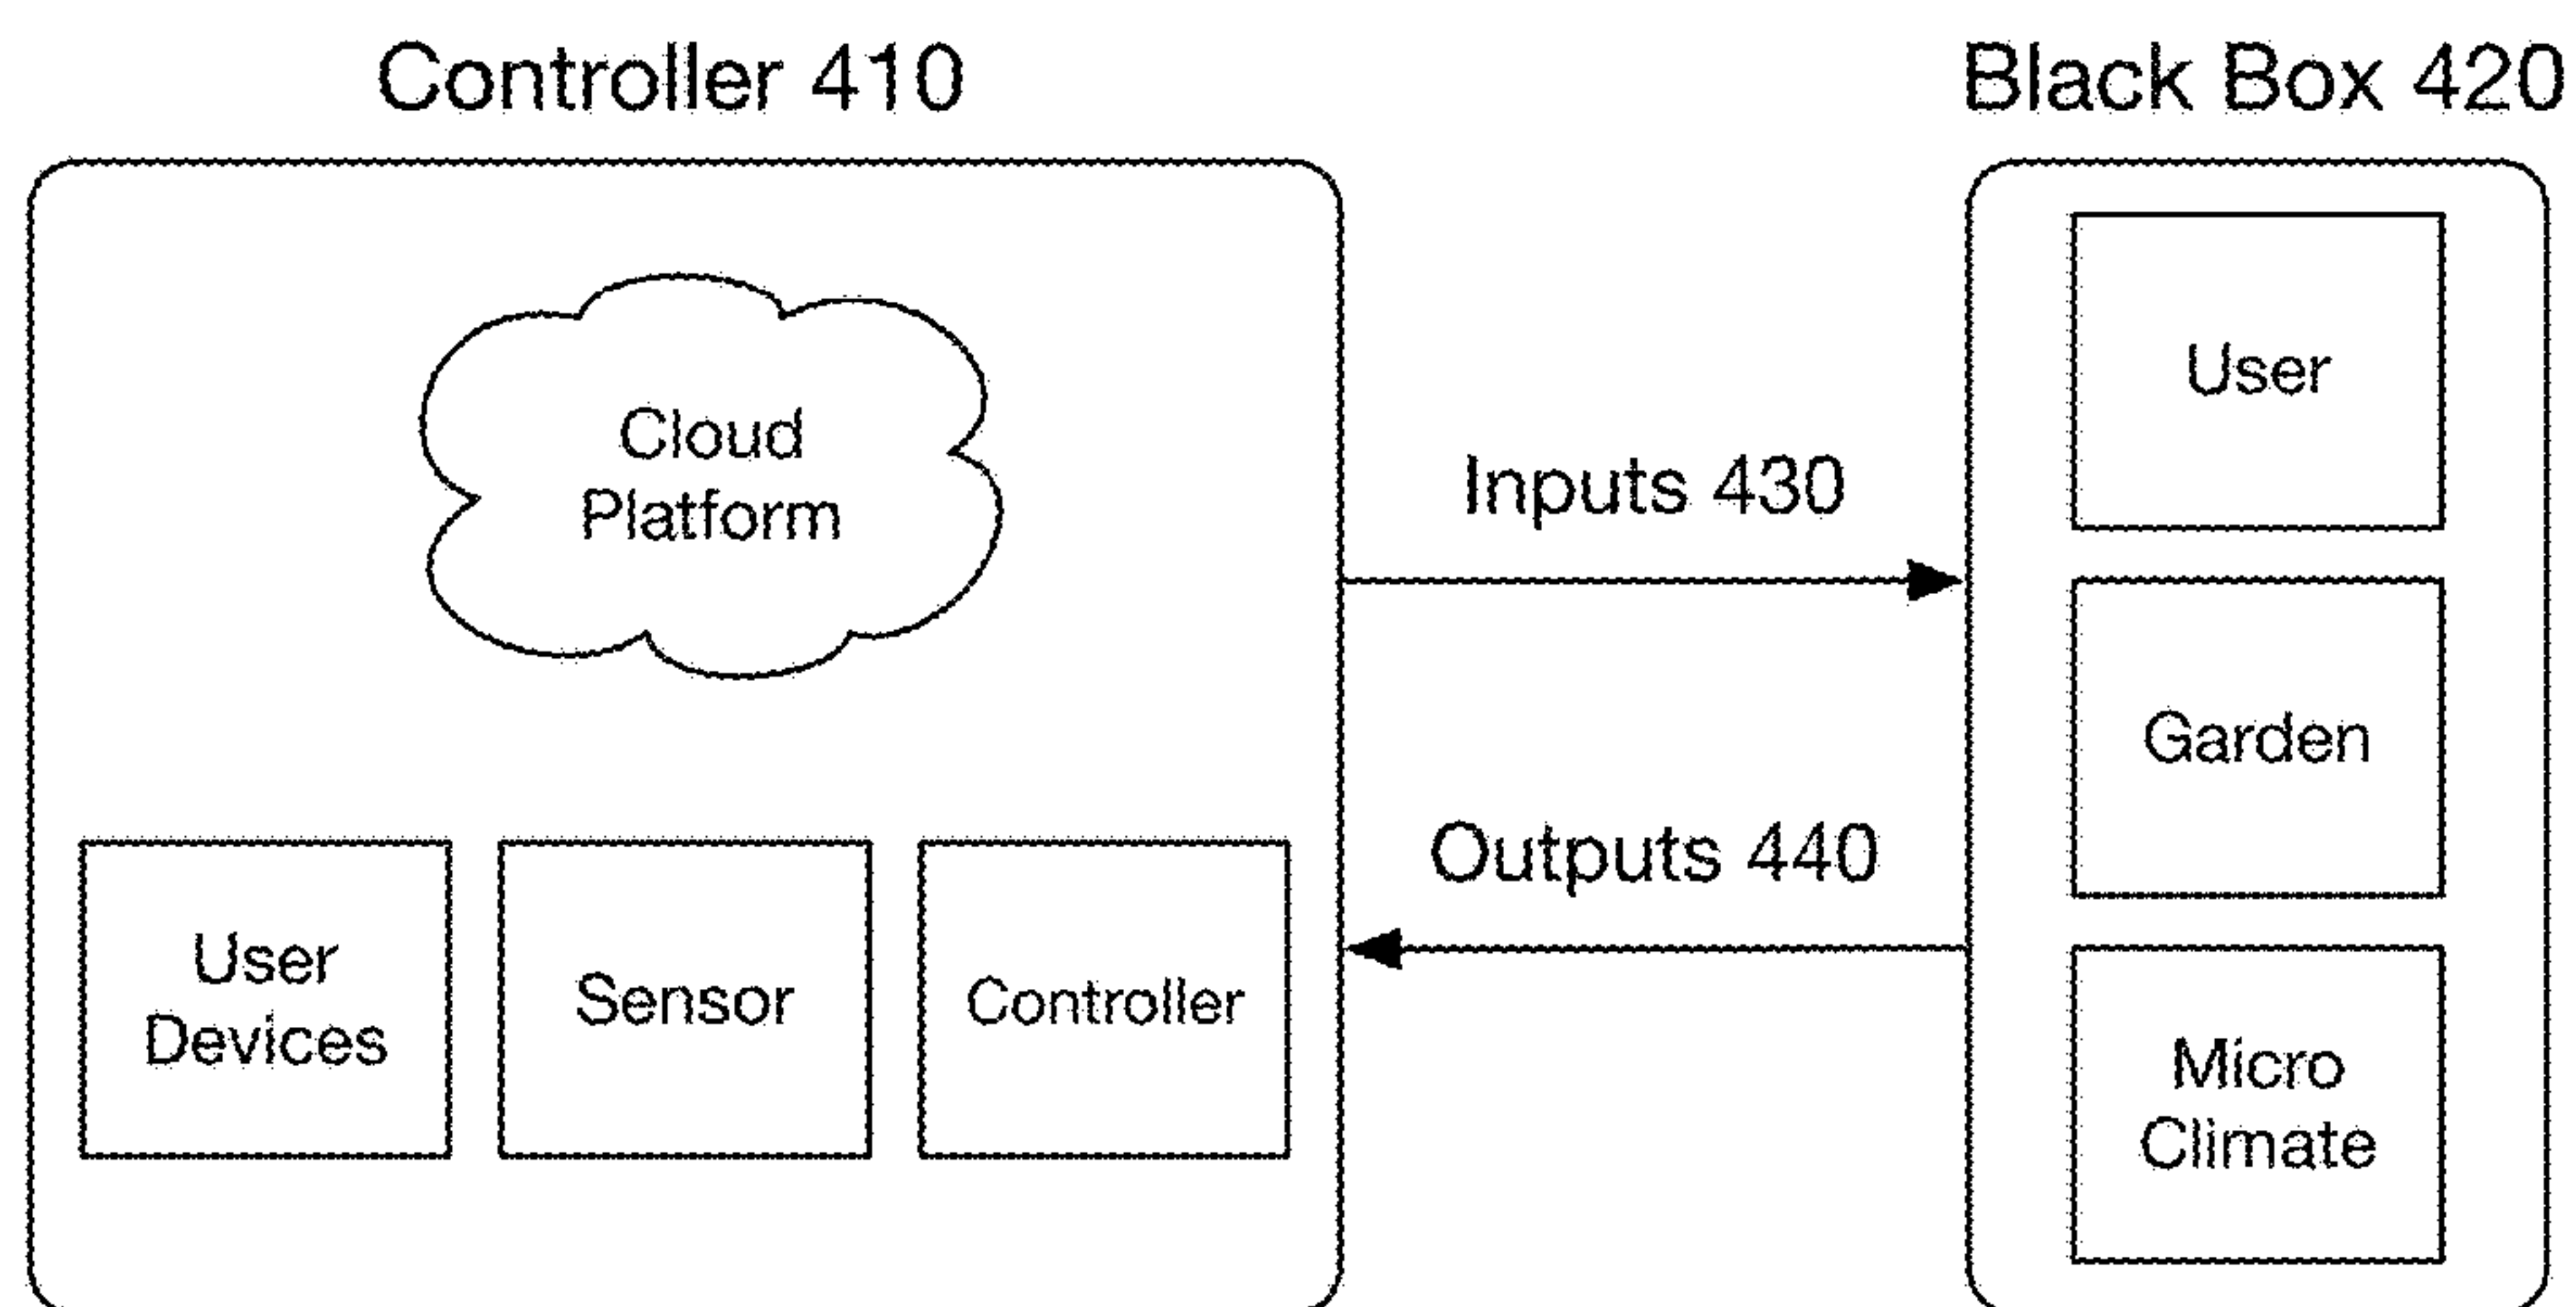 Controller 410
Black Box 420
Cloud
Platform
User
Devices
Sensor
Controller
Inputs 430
Outputs 440
User
Garden
Micro
Climate